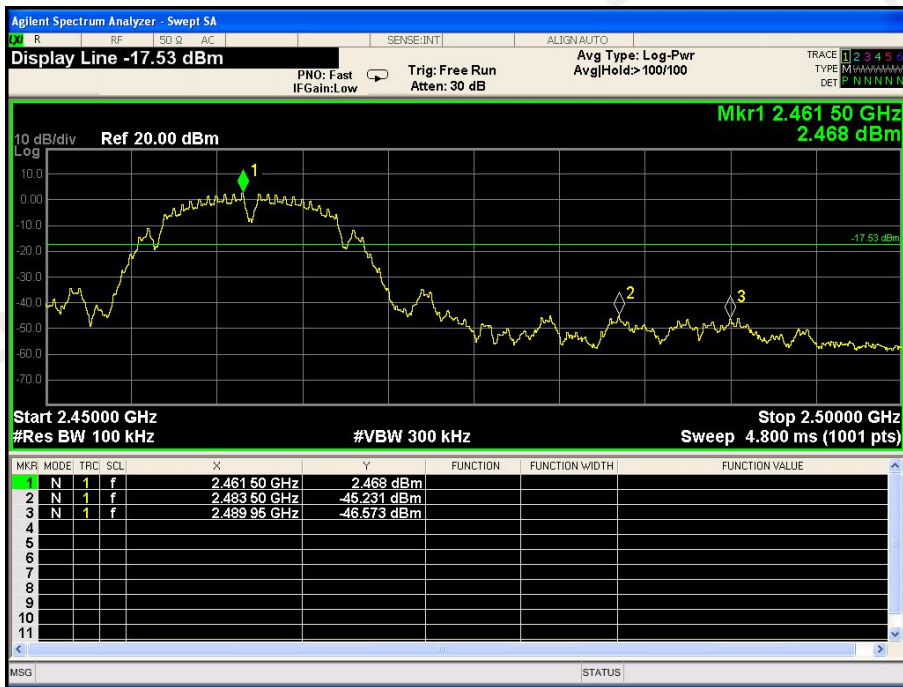 Agilent Spectrum Analyzer - Swept SA
LXI R RF 50 Ω AC SENSE:INT ALIGN AUTO
Display Line -17.53 dBm
PNO: Fast Trig: Free Run Avg Type: Log-Pwr TRACE 1 2 3 4 5 6
IFGain:Low Atten: 30 dB Avg|Hold:>100/100 TYPE M
DET P N N N N N
Mkr1 2.461 50 GHz
10 dB/div Ref 20.00 dBm 2.468 dBm
Log
10.0
1
0.00
-10.0
-17.53 dBm
-20.0
-30.0
-40.0
2
3
-50.0
-60.0
-70.0
Start 2.45000 GHz Stop 2.50000 GHz
#Res BW 100 kHz #VBW 300 kHz Sweep 4.800 ms (1001 pts)
MKR MODE TRC SCL X Y FUNCTION FUNCTION WIDTH FUNCTION VALUE
1 N 1 f 2.461 50 GHz 2.468 dBm
2 N 1 f 2.483 50 GHz -45.231 dBm
3 N 1 f 2.489 95 GHz -46.573 dBm
4
5
6
7
8
9
10
11
MSG STATUS